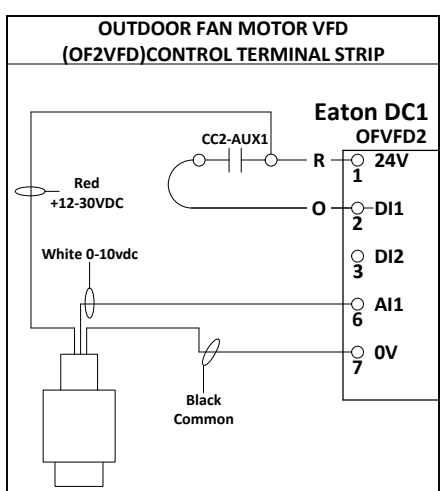 OUTDOOR FAN MOTOR VFD
(OF2VFD)CONTROL TERMINAL STRIP
Eaton DC1
OFVFD2
CC2-AUX1
R
24V
1
Red
+12-30VDC
O
DI1
2
White 0-10vdc
DI2
3
AI1
6
0V
7
Black
Common